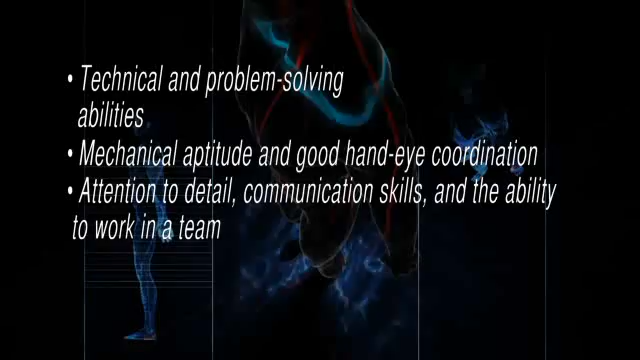 • Technical and problem-solving
abilities
• Mechanical aptitude and good hand-eye coordination
• Attention to detail, communication skills, and the ability
to work in a team